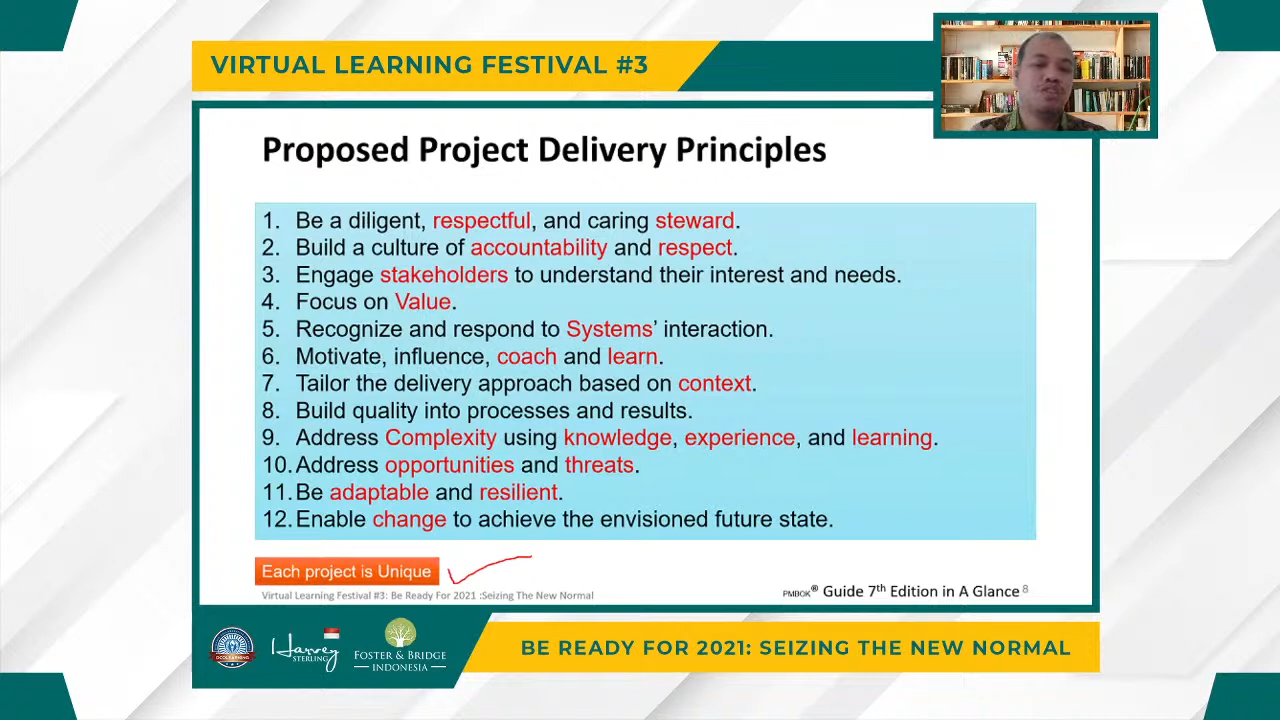 VIRTUAL LEARNING FESTIVAL #3
Proposed Project Delivery Principles
1. Be a diligent, respectful, and caring steward.
2. Build a culture of accountability and respect.
3. Engage stakeholders to understand their interest and needs.
4. Focus on Value.
5. Recognize and respond to Systems' interaction.
6. Motivate, influence, coach and learn.
7. Tailor the delivery approach based on context.
8. Build quality into processes and results.
9. Address Complexity using knowledge, experience, and learning.
10. Address opportunities and threats.
11. Be adaptable and resilient.
12. Enable change to achieve the envisioned future state.
Each project is Unique
Virtual Learning Festival #3: Be Ready For 2021 :Seizing The New Normal
PMBOK® Guide 7th Edition in A Glance 8
Harvey
STERLING
FOSTER & BRIDGE
INDONESIA
BE READY FOR 2021: SEIZING THE NEW NORMAL